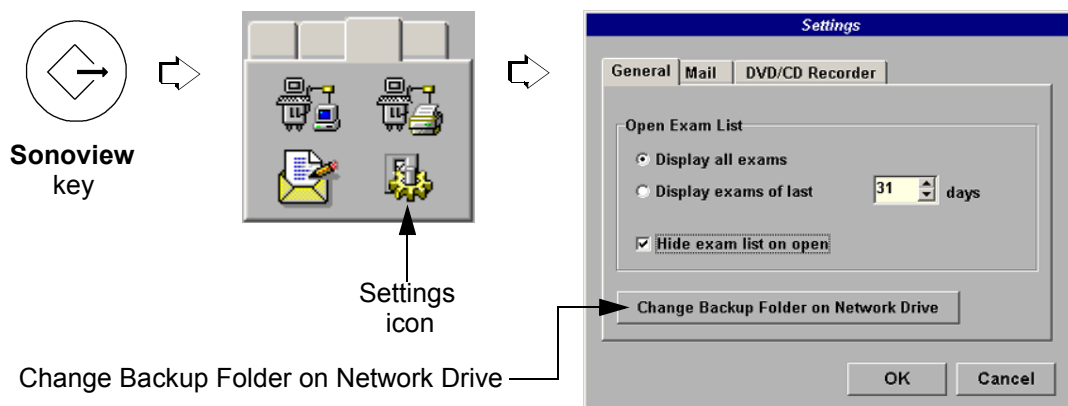 Sonoview
key
Settings
icon
Change Backup Folder on Network Drive
Settings
General Mail DVD/CD Recorder
Open Exam List
Display all exams
Display exams of last 31 days
Hide exam list on open
Change Backup Folder on Network Drive
OK Cancel